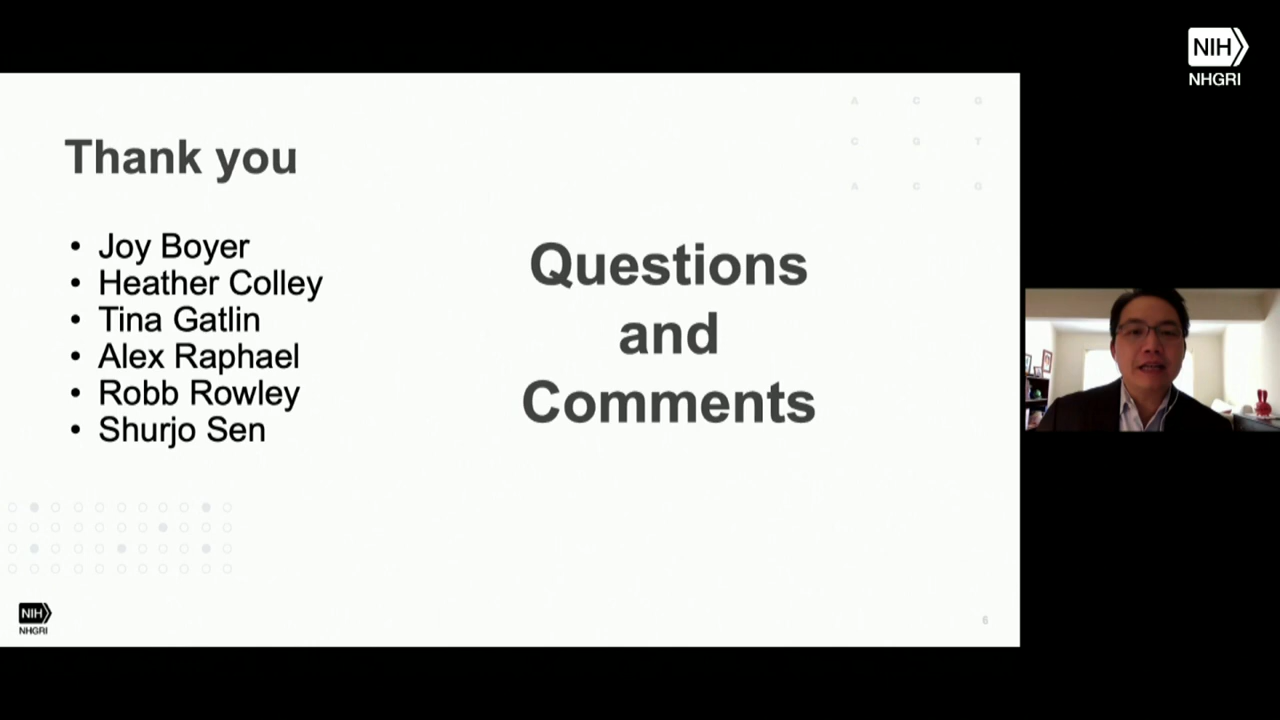 NIH
NHGRI
A C G
C G T
A C G
Thank you
• Joy Boyer
• Heather Colley
• Tina Gatlin
• Alex Raphael
• Robb Rowley
• Shurjo Sen
Questions
and
Comments
NIH
NHGRI
6